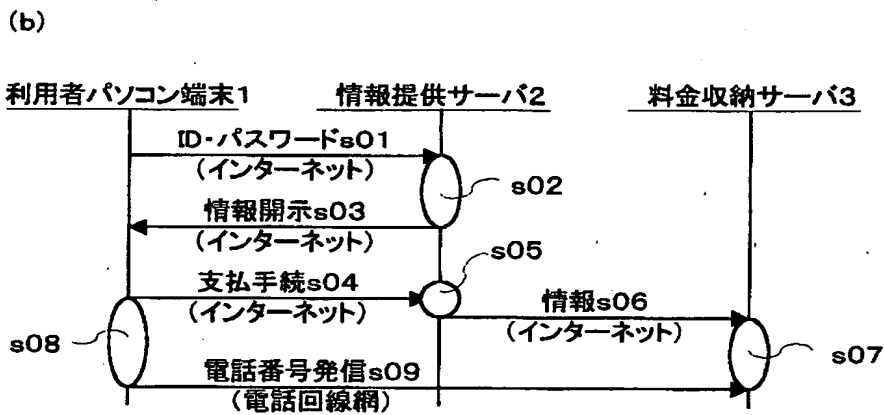 (b)
利用者パソコン端末1 情報提供サーバ2 料金収納サーバ3
ID・パスワードs01
(インターネット)
s02
情報開示s03
(インターネット)
s05
支払手続s04
(インターネット)
情報s06
(インターネット)
s08
s07
電話番号発信s09
(電話回線網)